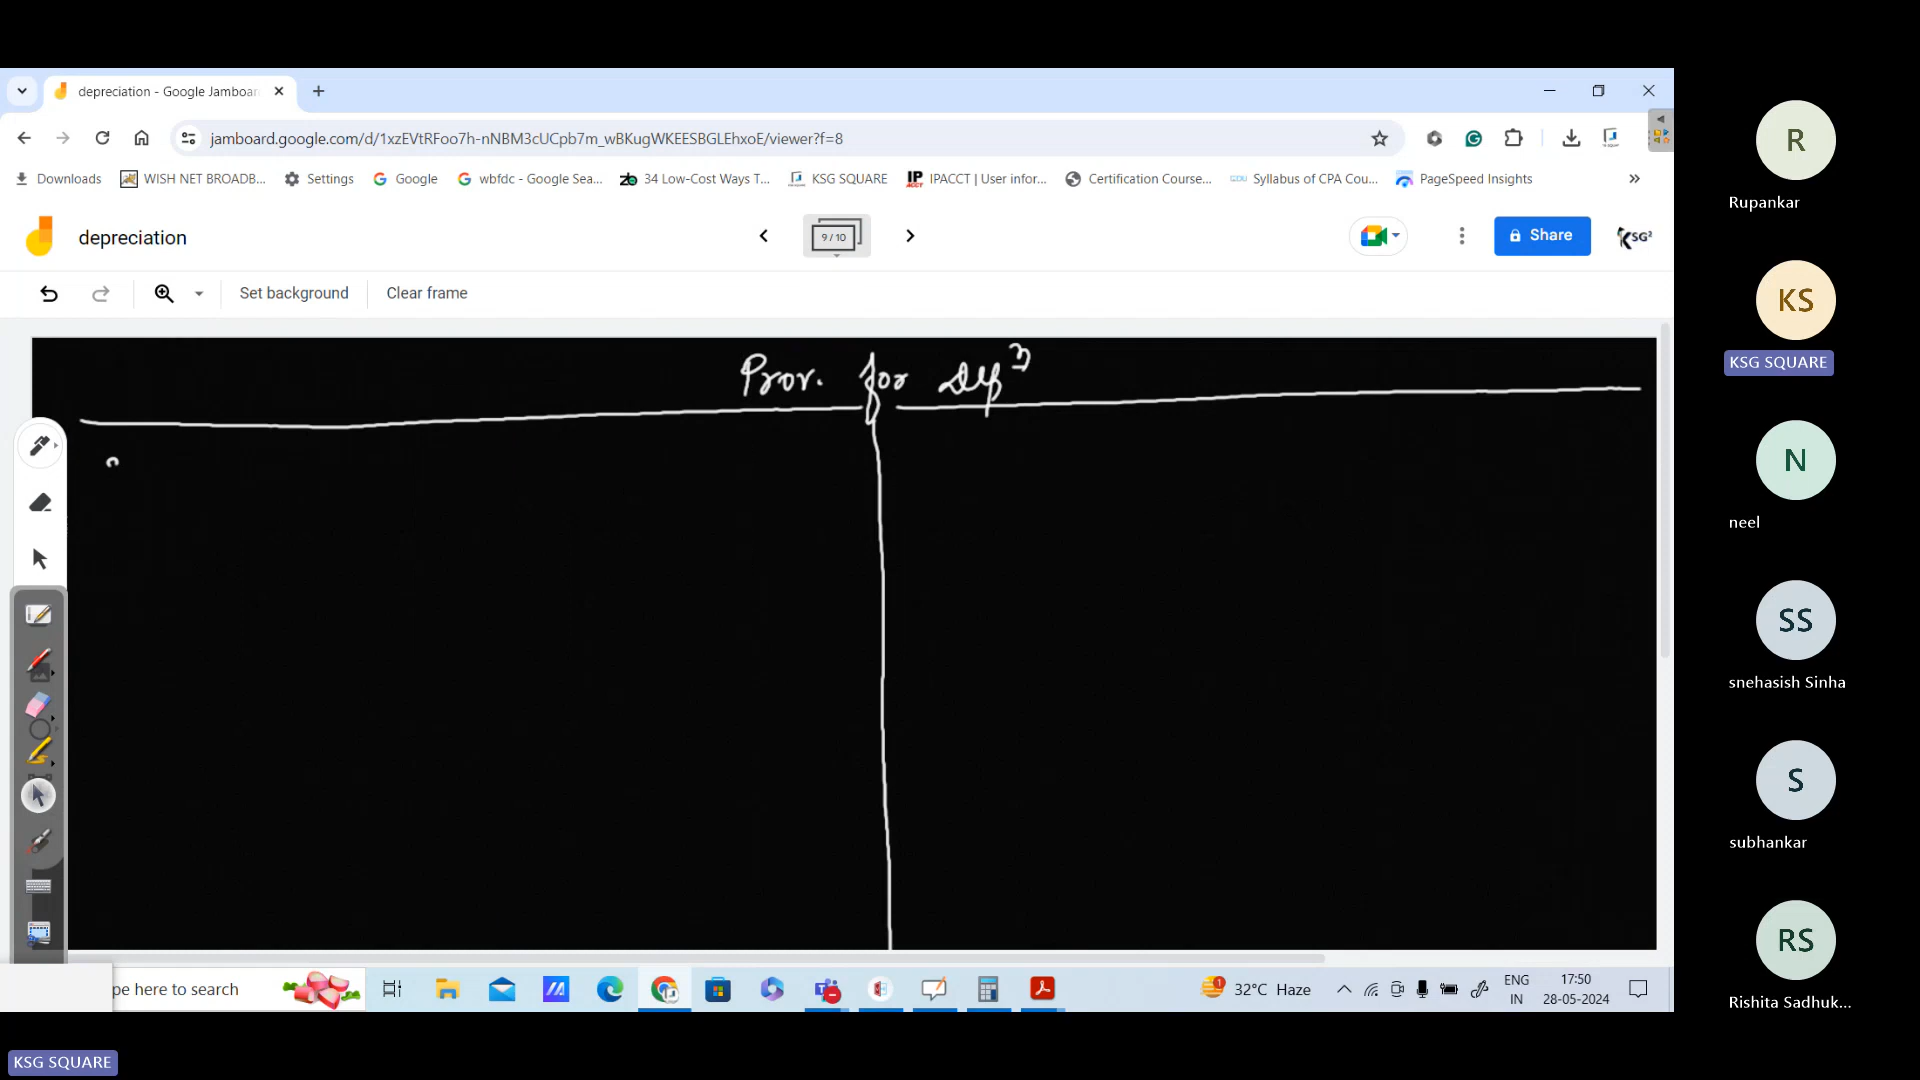 depreciation - Google Jamboar
jamboard.google.com/d/1xzEVtRFoo7h-nNBM3cUCpb7m_wBKugWKEESBGLEhxoE/viewer?f=8
Downloads WISH NET BROADB... Settings Google wbfdc - Google Sea... 34 Low-Cost Ways T... KSG SQUARE IPACCT | User infor... Certification Course... Syllabus of CPA Cou... PageSpeed Insights »
depreciation 9 / 10 Share KSG²
Set background Clear frame
Prov. for Dep^n
pe here to search 32°C Haze ENG IN 17:50 28-05-2024
R
Rupankar
KS
KSG SQUARE
N
neel
SS
snehasish Sinha
S
subhankar
RS
Rishita Sadhuk...
KSG SQUARE